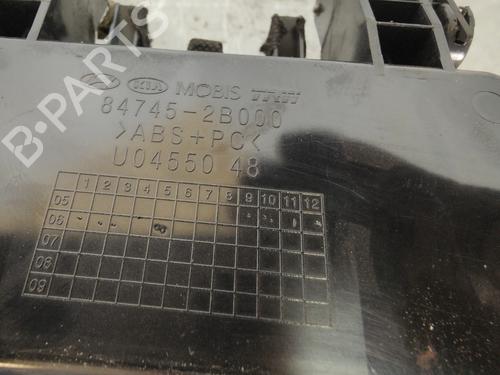 KIA MOBIS TRW
84745-2B000
>ABS+PC<
U04550 48
1 2 3 4 5 6 7 8 9 10 11 12
05
06
07
08
09
B-PARTS